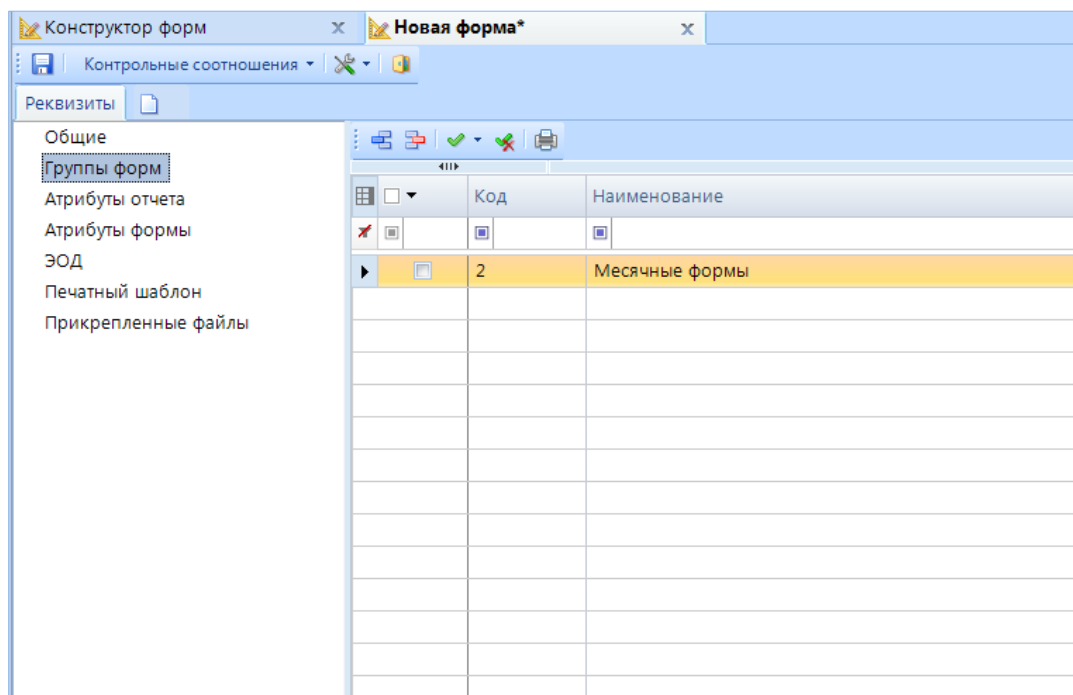 Конструктор форм x Новая форма* x
Контрольные соотношения
Реквизиты
Общие
Группы форм
Атрибуты отчета
Атрибуты формы
ЭОД
Печатный шаблон
Прикрепленные файлы
Код Наименование
2 Месячные формы